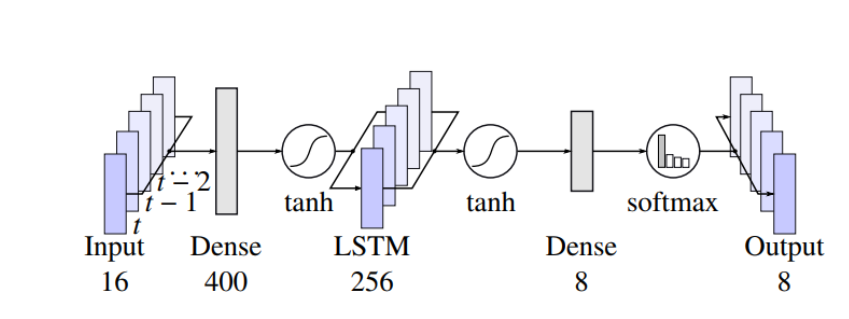 t − 2
t − 1
t
tanh
tanh
softmax
Input
Dense
LSTM
Dense
Output
16
400
256
8
8